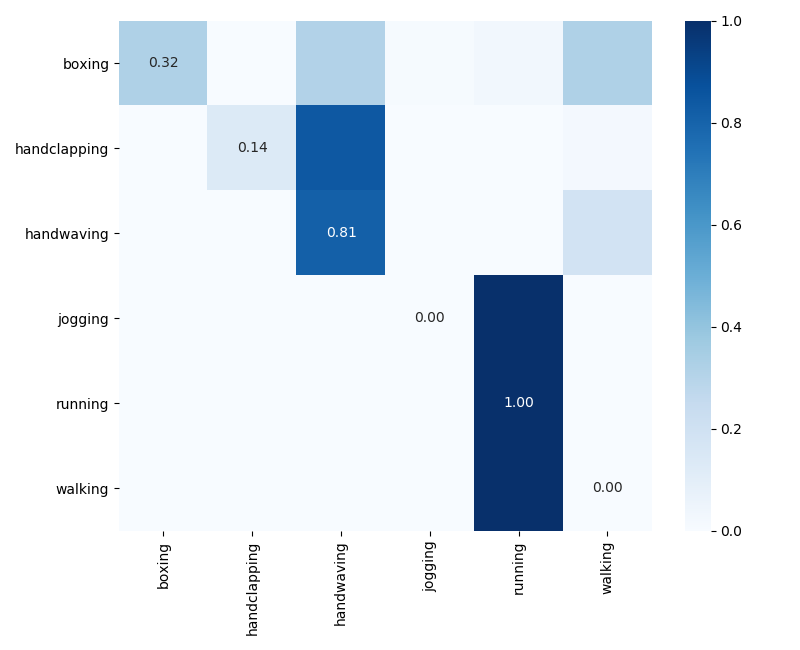 boxing
handclapping
handwaving
jogging
running
walking
0.32
0.14
0.81
0.00
1.00
0.00
boxing
handclapping
handwaving
jogging
running
walking
1.0
0.8
0.6
0.4
0.2
0.0